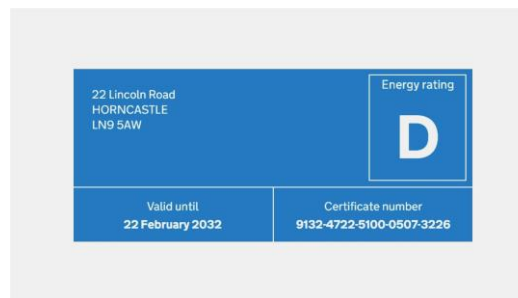 22 Lincoln Road
HORNCASTLE
LN9 5AW
Energy rating
D
Valid until
22 February 2032
Certificate number
9132-4722-5100-0507-3226